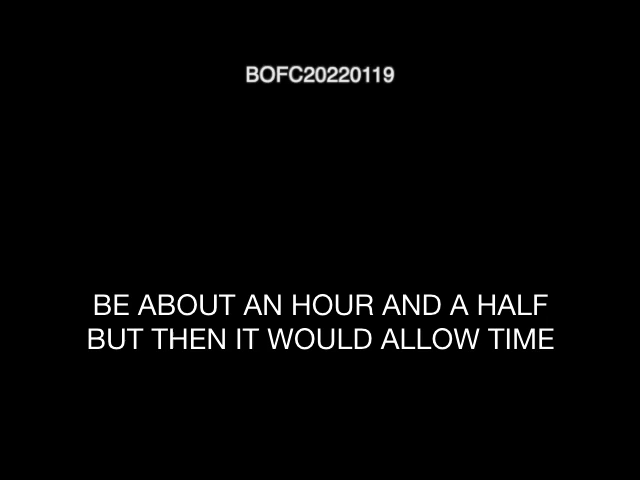 BOFC20220119
BE ABOUT AN HOUR AND A HALF
BUT THEN IT WOULD ALLOW TIME